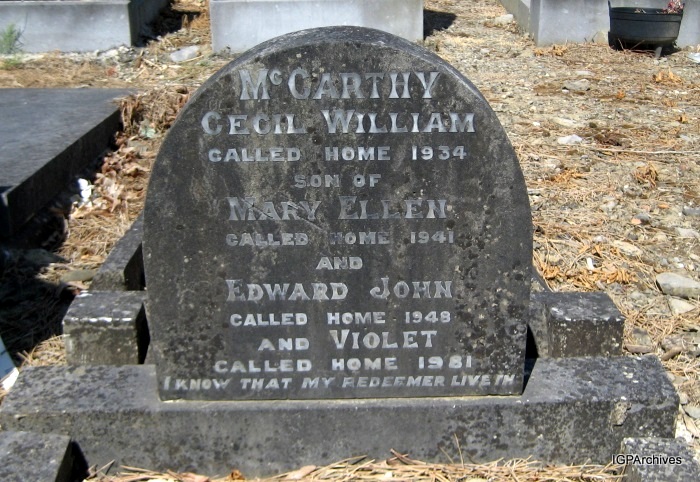 McCARTHY
CECIL WILLIAM
CALLED HOME 1934
SON OF
MARY ELLEN
CALLED HOME 1941
AND
EDWARD JOHN
CALLED HOME 1948
AND VIOLET
CALLED HOME 1981
I KNOW THAT MY REDEEMER LIVETH
IGPArchives